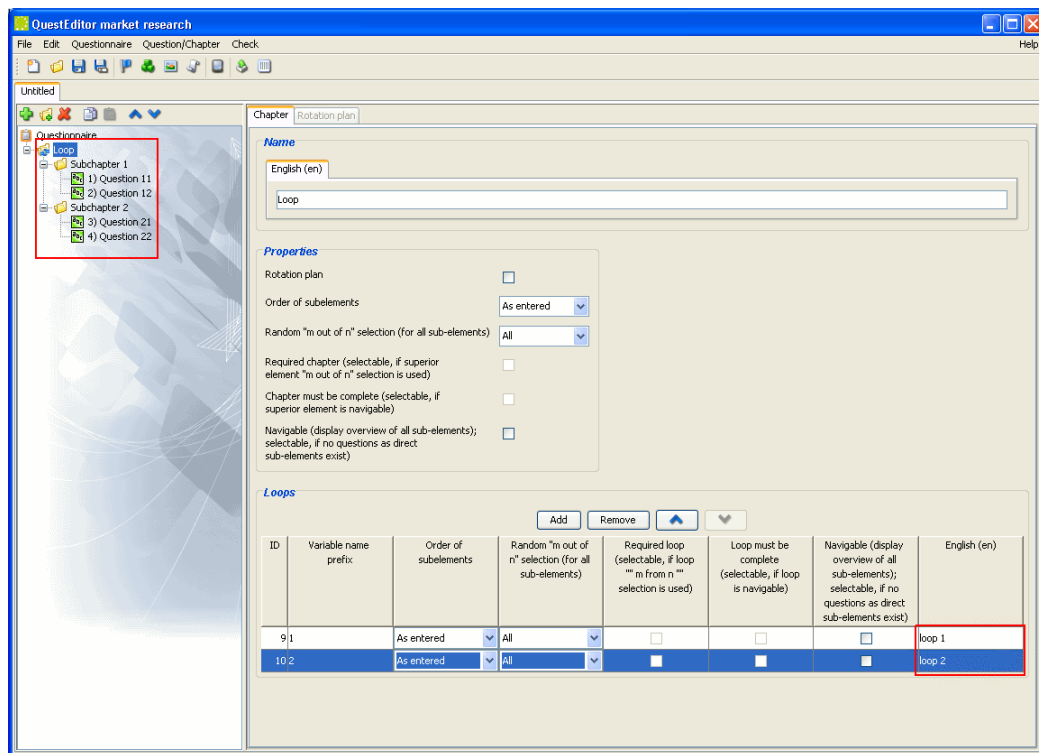 QuestEditor market research
File Edit Questionnaire Question/Chapter Check Help
Untitled
Questionnaire
Loop
Subchapter 1
1) Question 11
2) Question 12
Subchapter 2
3) Question 21
4) Question 22
Chapter Rotation plan
Name
English (en)
Loop
Properties
Rotation plan
Order of subelements As entered
Random "m out of n" selection (for all sub-elements) All
Required chapter (selectable, if superior
element "m out of n" selection is used)
Chapter must be complete (selectable, if
superior element is navigable)
Navigable (display overview of all sub-elements);
selectable, if no questions as direct
sub-elements exist)
Loops
Add Remove
ID
Variable name
prefix
Order of
subelements
Random "m out of
n" selection (for all
sub-elements)
Required loop
(selectable, if loop
"" m from n ""
selection is used)
Loop must be
complete
(selectable, if loop
is navigable)
Navigable (display
overview of all
sub-elements);
selectable, if no
questions as direct
sub-elements exist)
English (en)
9 1 As entered All loop 1
10 2 As entered All loop 2